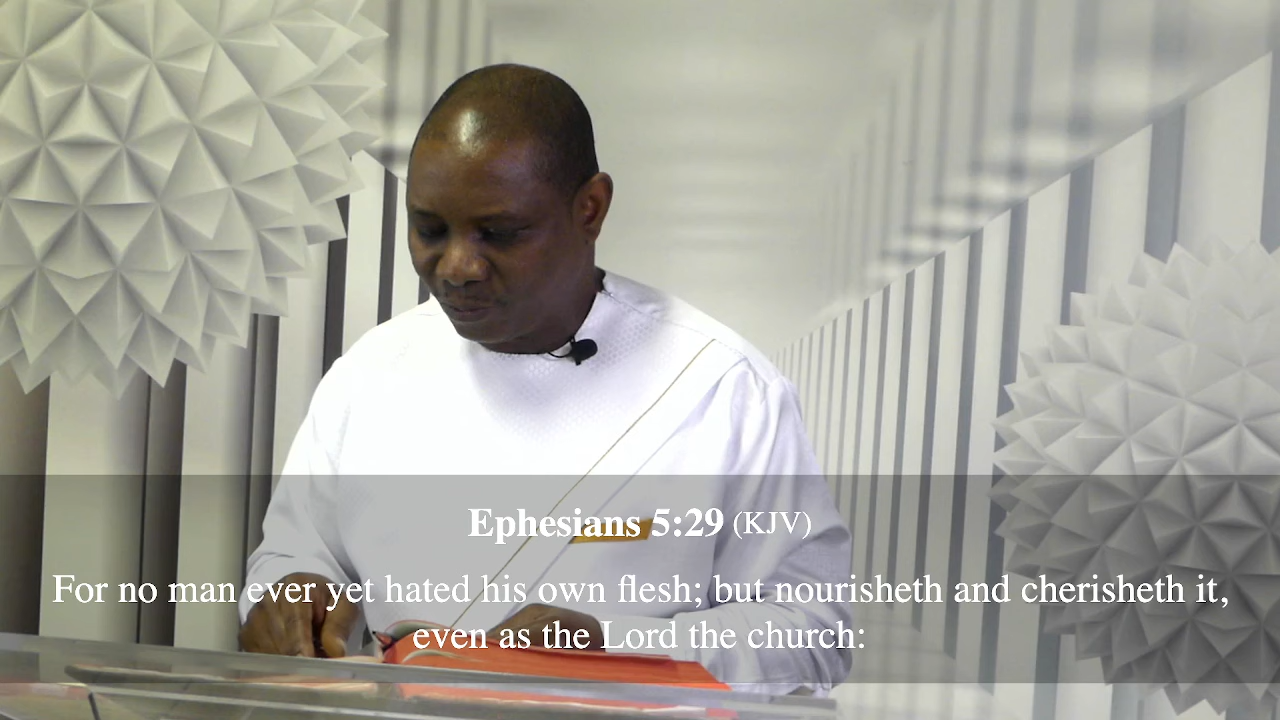 Ephesians 5:29 (KJV)
For no man ever yet hated his own flesh; but nourisheth and cherisheth it,
even as the Lord the church: